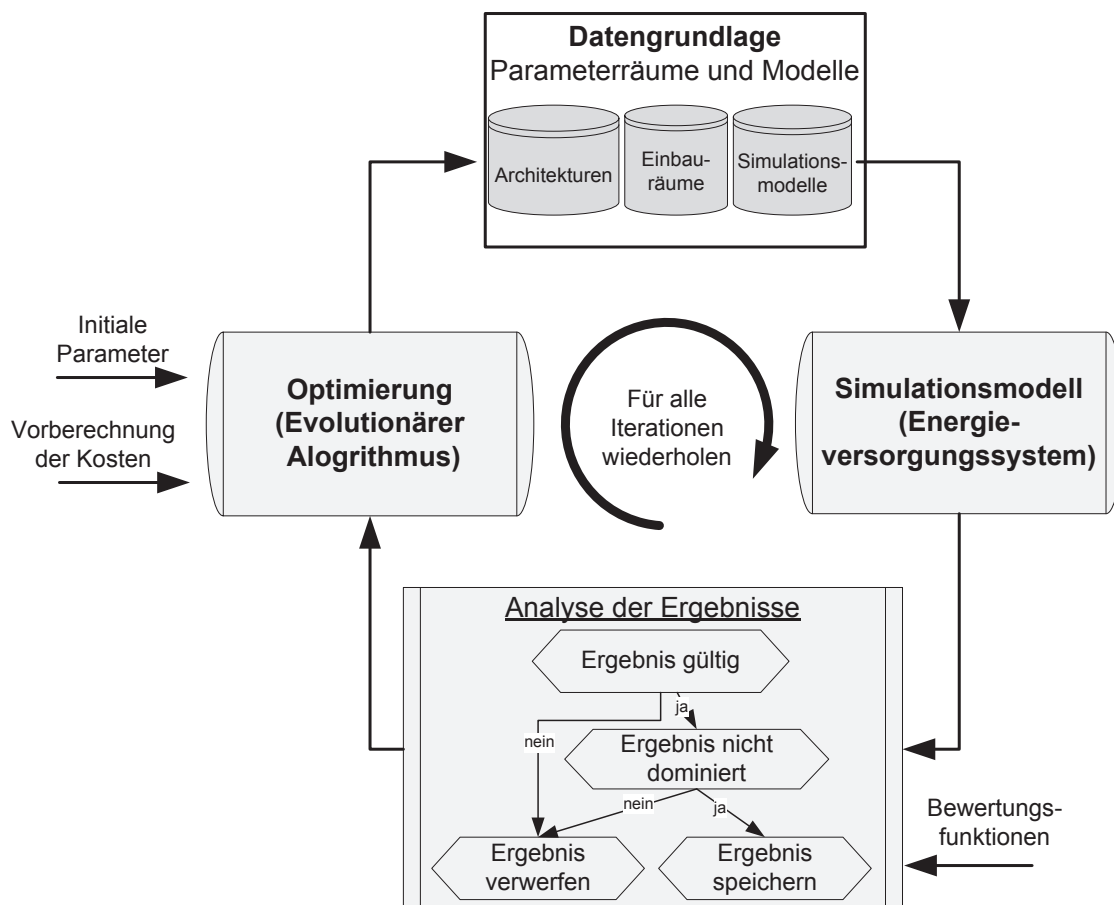 Datengrundlage
Parameterräume und Modelle
Architekturen
Einbau-
räume
Simulations-
modelle
Initiale
Parameter
Vorberechnung
der Kosten
Optimierung
(Evolutionärer
Alogrithmus)
Für alle
Iterationen
wiederholen
Simulationsmodell
(Energie-
versorgungssystem)
Analyse der Ergebnisse
Ergebnis gültig
ja
nein
Ergebnis nicht
dominiert
nein
ja
Ergebnis
verwerfen
Ergebnis
speichern
Bewertungs-
funktionen